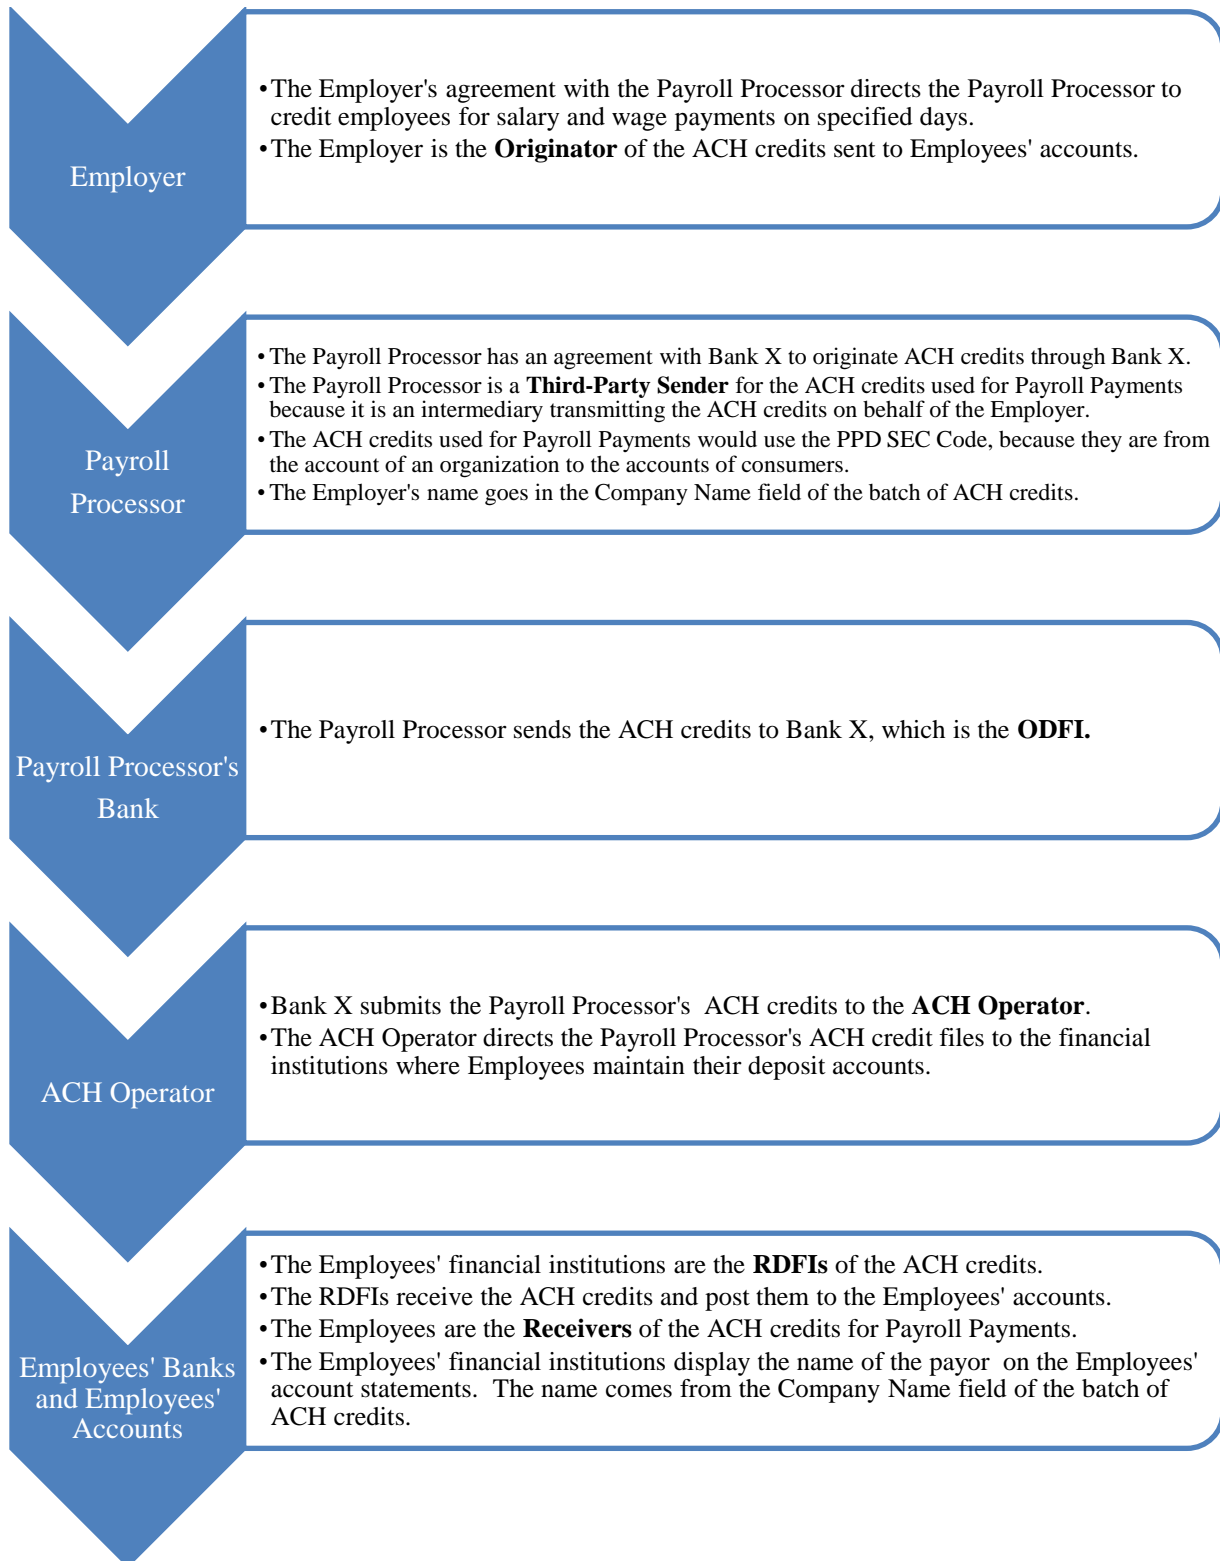 Employer
•The Employer's agreement with the Payroll Processor directs the Payroll Processor to
credit employees for salary and wage payments on specified days.
•The Employer is the Originator of the ACH credits sent to Employees' accounts.
Payroll
Processor
•The Payroll Processor has an agreement with Bank X to originate ACH credits through Bank X.
•The Payroll Processor is a Third-Party Sender for the ACH credits used for Payroll Payments
because it is an intermediary transmitting the ACH credits on behalf of the Employer.
•The ACH credits used for Payroll Payments would use the PPD SEC Code, because they are from
the account of an organization to the accounts of consumers.
•The Employer's name goes in the Company Name field of the batch of ACH credits.
Payroll Processor's
Bank
•The Payroll Processor sends the ACH credits to Bank X, which is the ODFI.
ACH Operator
•Bank X submits the Payroll Processor's ACH credits to the ACH Operator.
•The ACH Operator directs the Payroll Processor's ACH credit files to the financial
institutions where Employees maintain their deposit accounts.
Employees' Banks
and Employees'
Accounts
•The Employees' financial institutions are the RDFIs of the ACH credits.
•The RDFIs receive the ACH credits and post them to the Employees' accounts.
•The Employees are the Receivers of the ACH credits for Payroll Payments.
•The Employees' financial institutions display the name of the payor on the Employees'
account statements. The name comes from the Company Name field of the batch of
ACH credits.